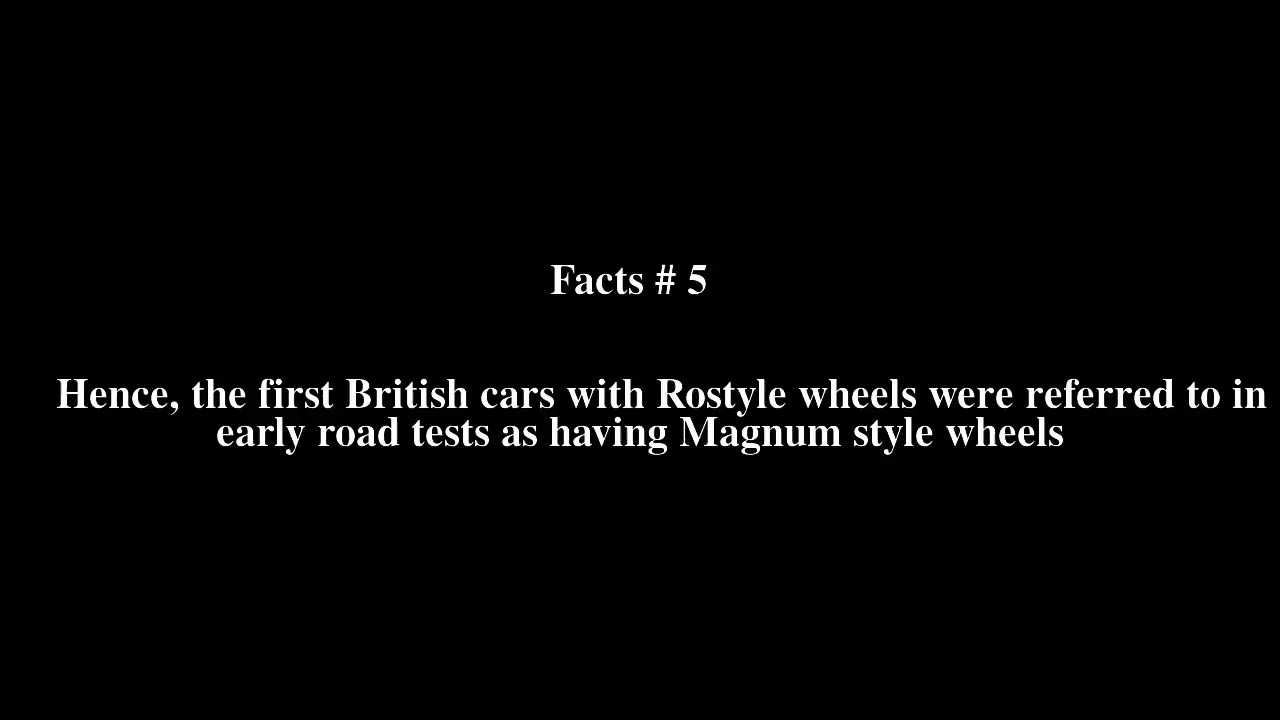 Facts # 5
Hence, the first British cars with Rostyle wheels were referred to in
early road tests as having Magnum style wheels